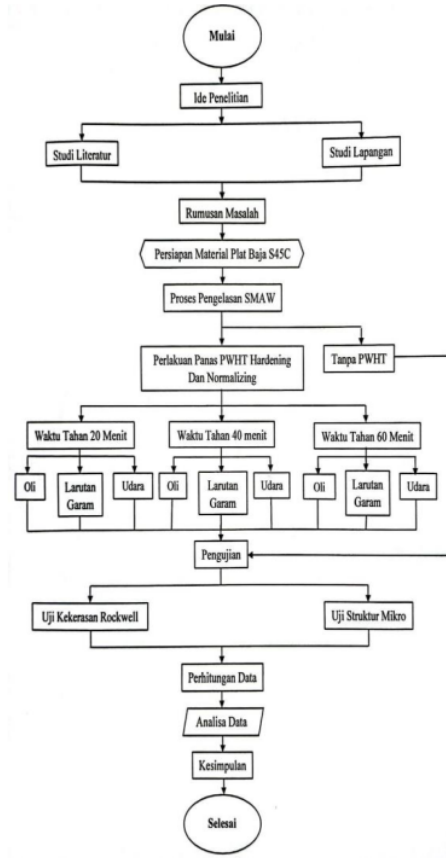 Mulai
Ide Penelitian
Studi Literatur
Studi Lapangan
Rumusan Masalah
Persiapan Material Plat Baja S45C
Proses Pengelasan SMAW
Perlakuan Panas PWHT Hardening
Dan Normalizing
Tanpa PWHT
Waktu Tahan 20 Menit
Waktu Tahan 40 menit
Waktu Tahan 60 Menit
Oli
Larutan
Garam
Udara
Oli
Larutan
Garam
Udara
Oli
Larutan
Garam
Udara
Pengujian
Uji Kekerasan Rockwell
Uji Struktur Mikro
Perhitungan Data
Analisa Data
Kesimpulan
Selesai